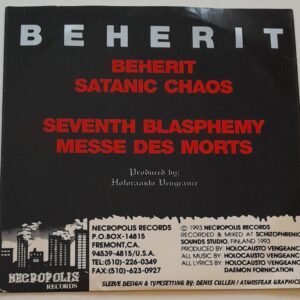 BEHERIT
BEHERIT
SATANIC CHAOS
SEVENTH BLASPHEMY
MESSE DES MORTS
Produced by:
Holocausto Vengeance
NECROPOLIS
RECORDS
NECROPOLIS RECORDS
P.O.BOX-14815
FREMONT, CA.
94539-4815/U.S.A
TEL(510)-226-0349
FAX:(510)-623-0927
©1993 NECROPOLIS RECORDS
RECORDED & MIXED AT SCHIZOPHRENIC
SOUNDS STUDIO, FINLAND 1993
PRODUCED BY: HOLOCAUSTO VENGEANCE
ALL MUSIC BY: HOLOCAUSTO VENGEANCE
ALL LYRICS BY: HOLOCAUSTO VENGEANCE
DAEMON FORNICATION
SLEEVE DESIGN & TYPESETTING BY: DENIS CULLEN / ATMOSFEAR GRAPHICS